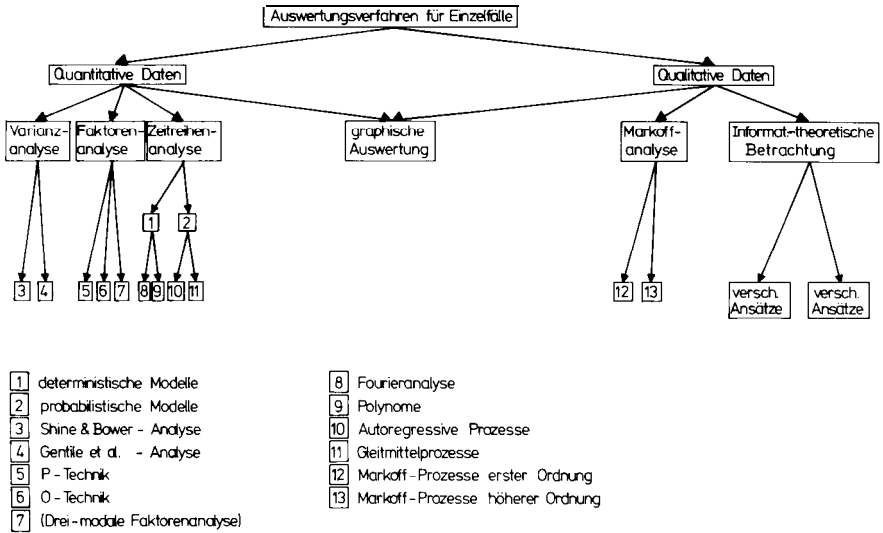 Auswertungsverfahren für Einzelfälle
Quantitative Daten
Qualitative Daten
Varianz-
analyse
Faktoren-
analyse
Zeitreihen-
analyse
graphische
Auswertung
Markoff-
analyse
Informat.-theoretische
Betrachtung
1
2
3
4
5
6
7
8
9
10
11
12
13
versch.
Ansätze
versch.
Ansätze
1 deterministische Modelle
2 probabilistische Modelle
3 Shine & Bower - Analyse
4 Gentile et al. - Analyse
5 P-Technik
6 O-Technik
7 (Drei-modale Faktorenanalyse)
8 Fourieranalyse
9 Polynome
10 Autoregressive Prozesse
11 Gleitmittelprozesse
12 Markoff-Prozesse erster Ordnung
13 Markoff-Prozesse höherer Ordnung